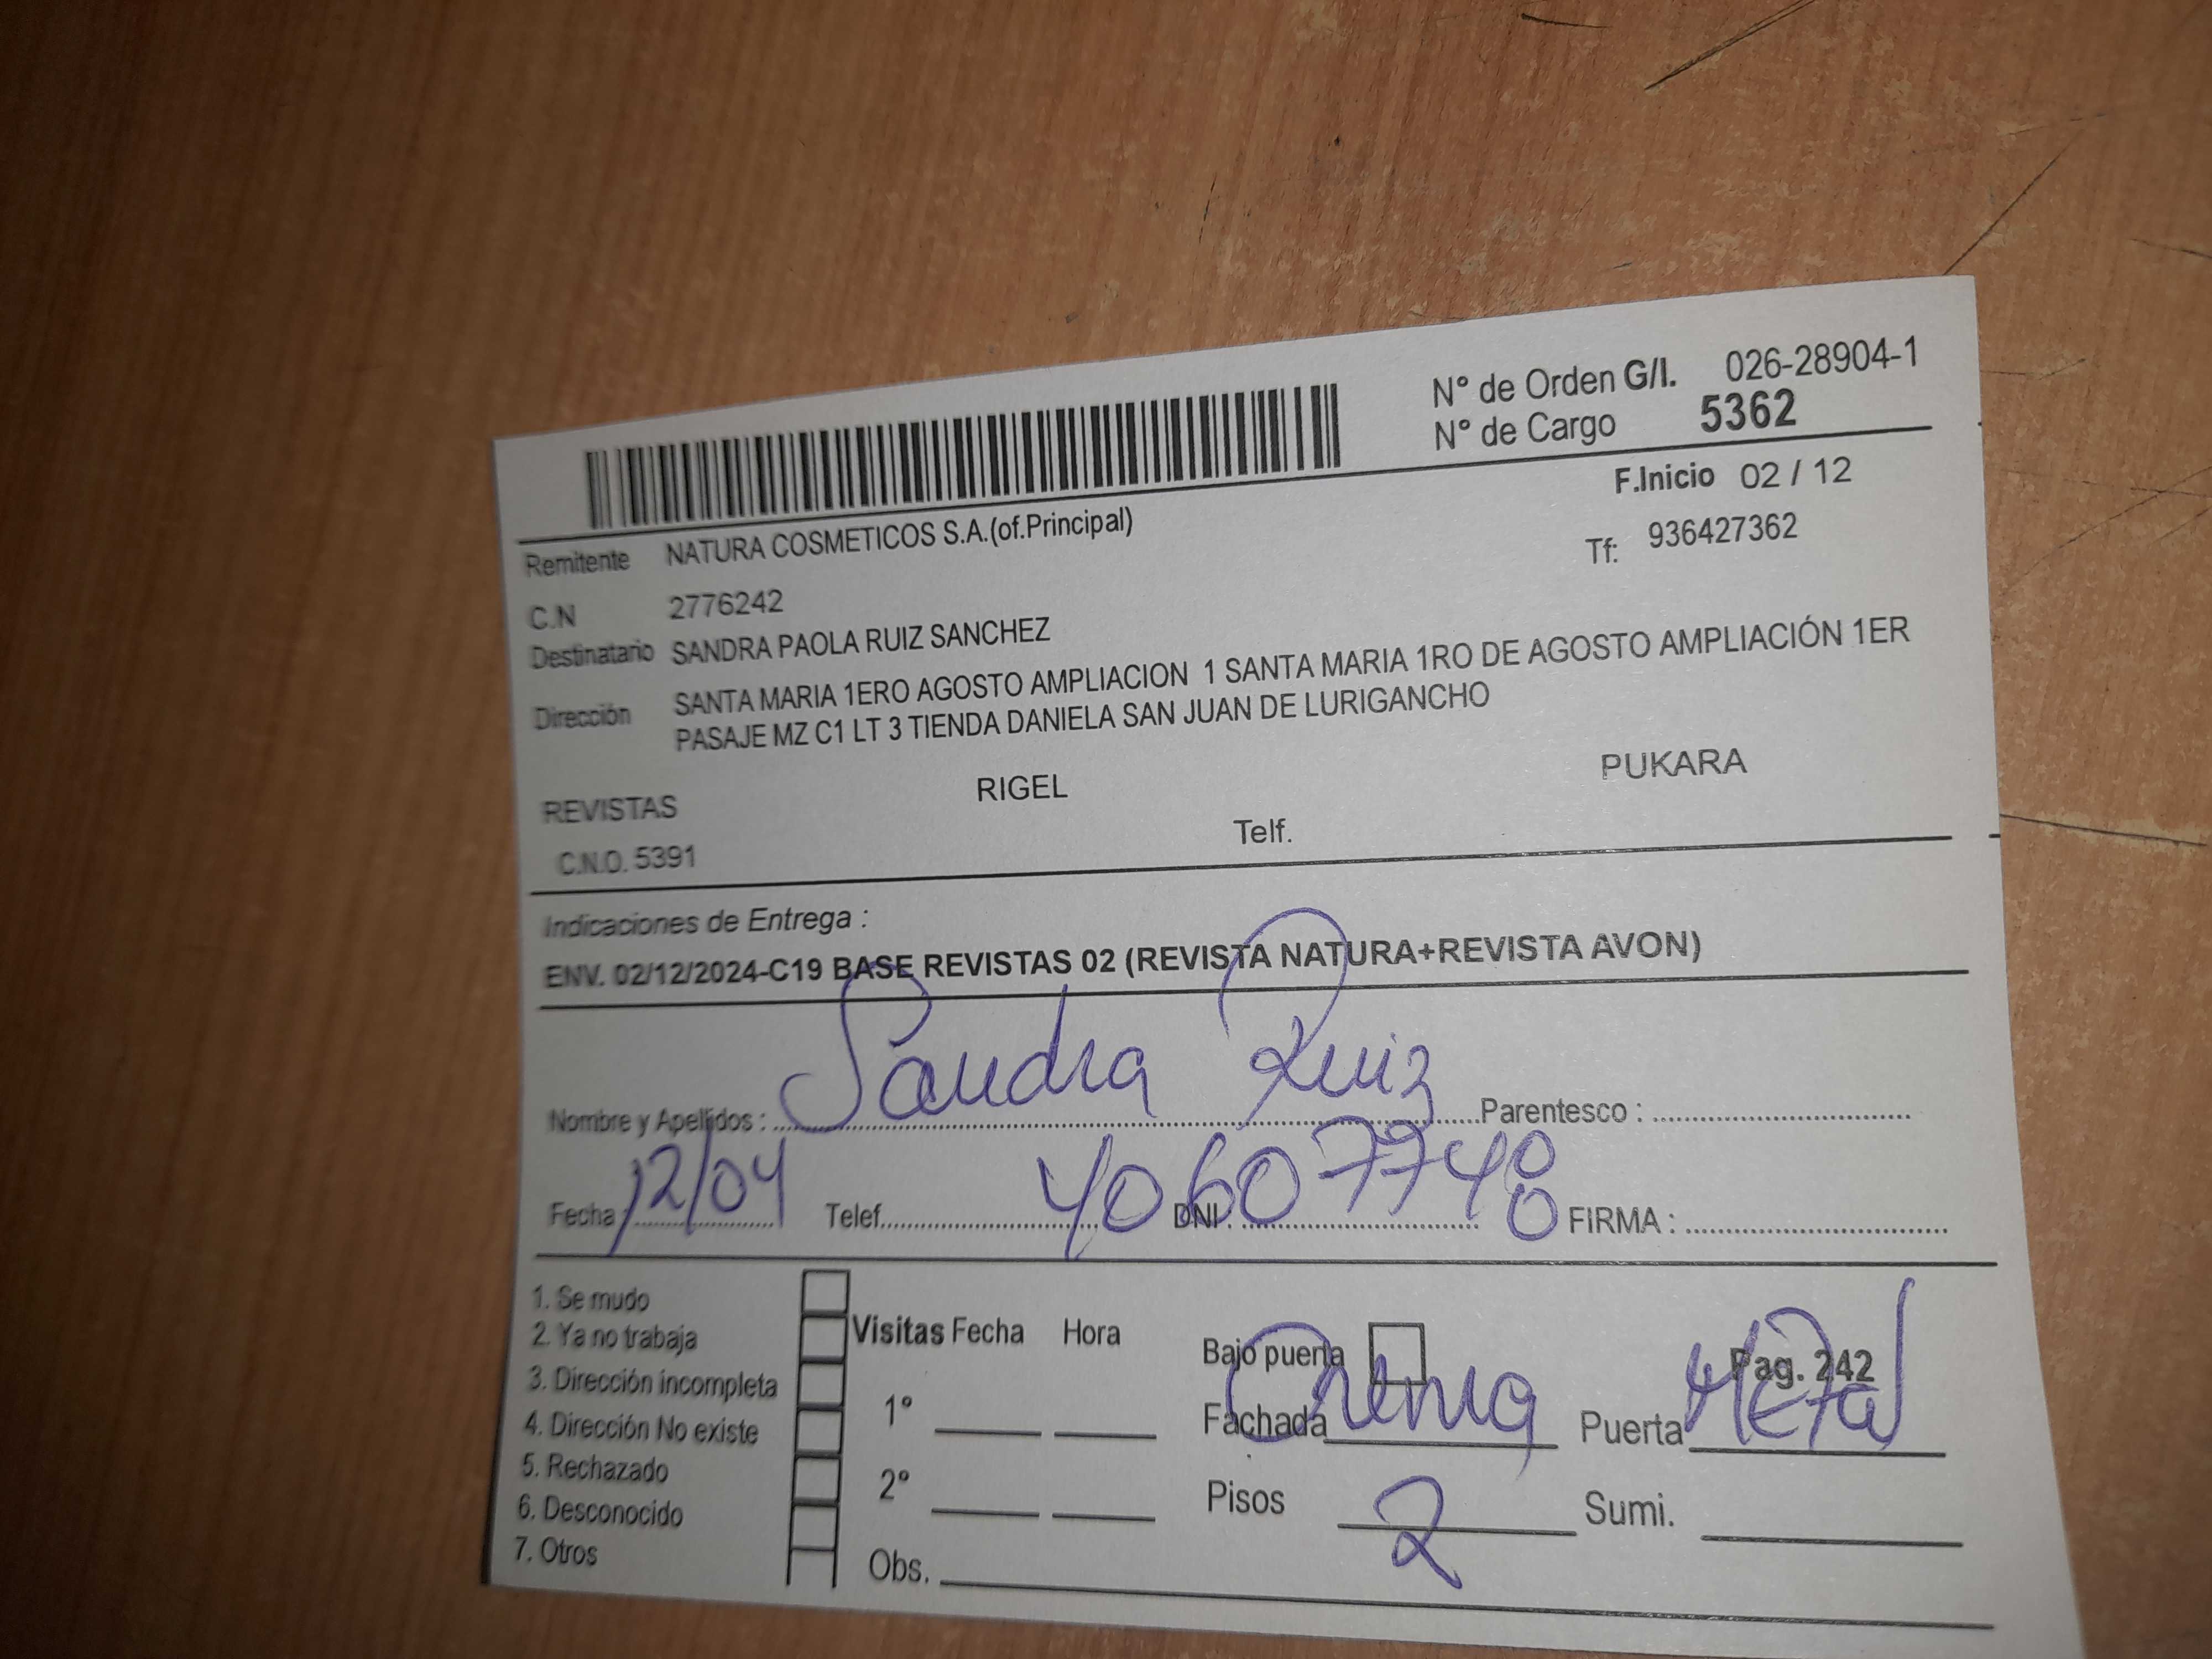 N° de Orden G/I. 026-28904-1
N° de Cargo 5362
F.Inicio 02 / 12
Remitente NATURA COSMETICOS S.A.(of.Principal)
Tf: 936427362
C.N 2776242
Destinatario SANDRA PAOLA RUIZ SANCHEZ
Dirección SANTA MARIA 1ERO AGOSTO AMPLIACION 1 SANTA MARIA 1RO DE AGOSTO AMPLIACIÓN 1ER
PASAJE MZ C1 LT 3 TIENDA DANIELA SAN JUAN DE LURIGANCHO
REVISTAS RIGEL PUKARA
C.N.O. 5391 Telf.
Indicaciones de Entrega :
ENV. 02/12/2024-C19 BASE REVISTAS 02 (REVISTA NATURA+REVISTA AVON)
Nombre y Apellidos : Sandra Ruiz Parentesco :
Fecha : 12/04 Telef. DNI : 40607748 FIRMA :
1. Se mudo
2. Ya no trabaja
3. Dirección incompleta
4. Dirección No existe
5. Rechazado
6. Desconocido
7. Otros
Visitas Fecha Hora
1°
2°
Obs.
Bajo puerta Pag. 242
Fachada Crema Puerta Metal
Pisos 2 Sumi.